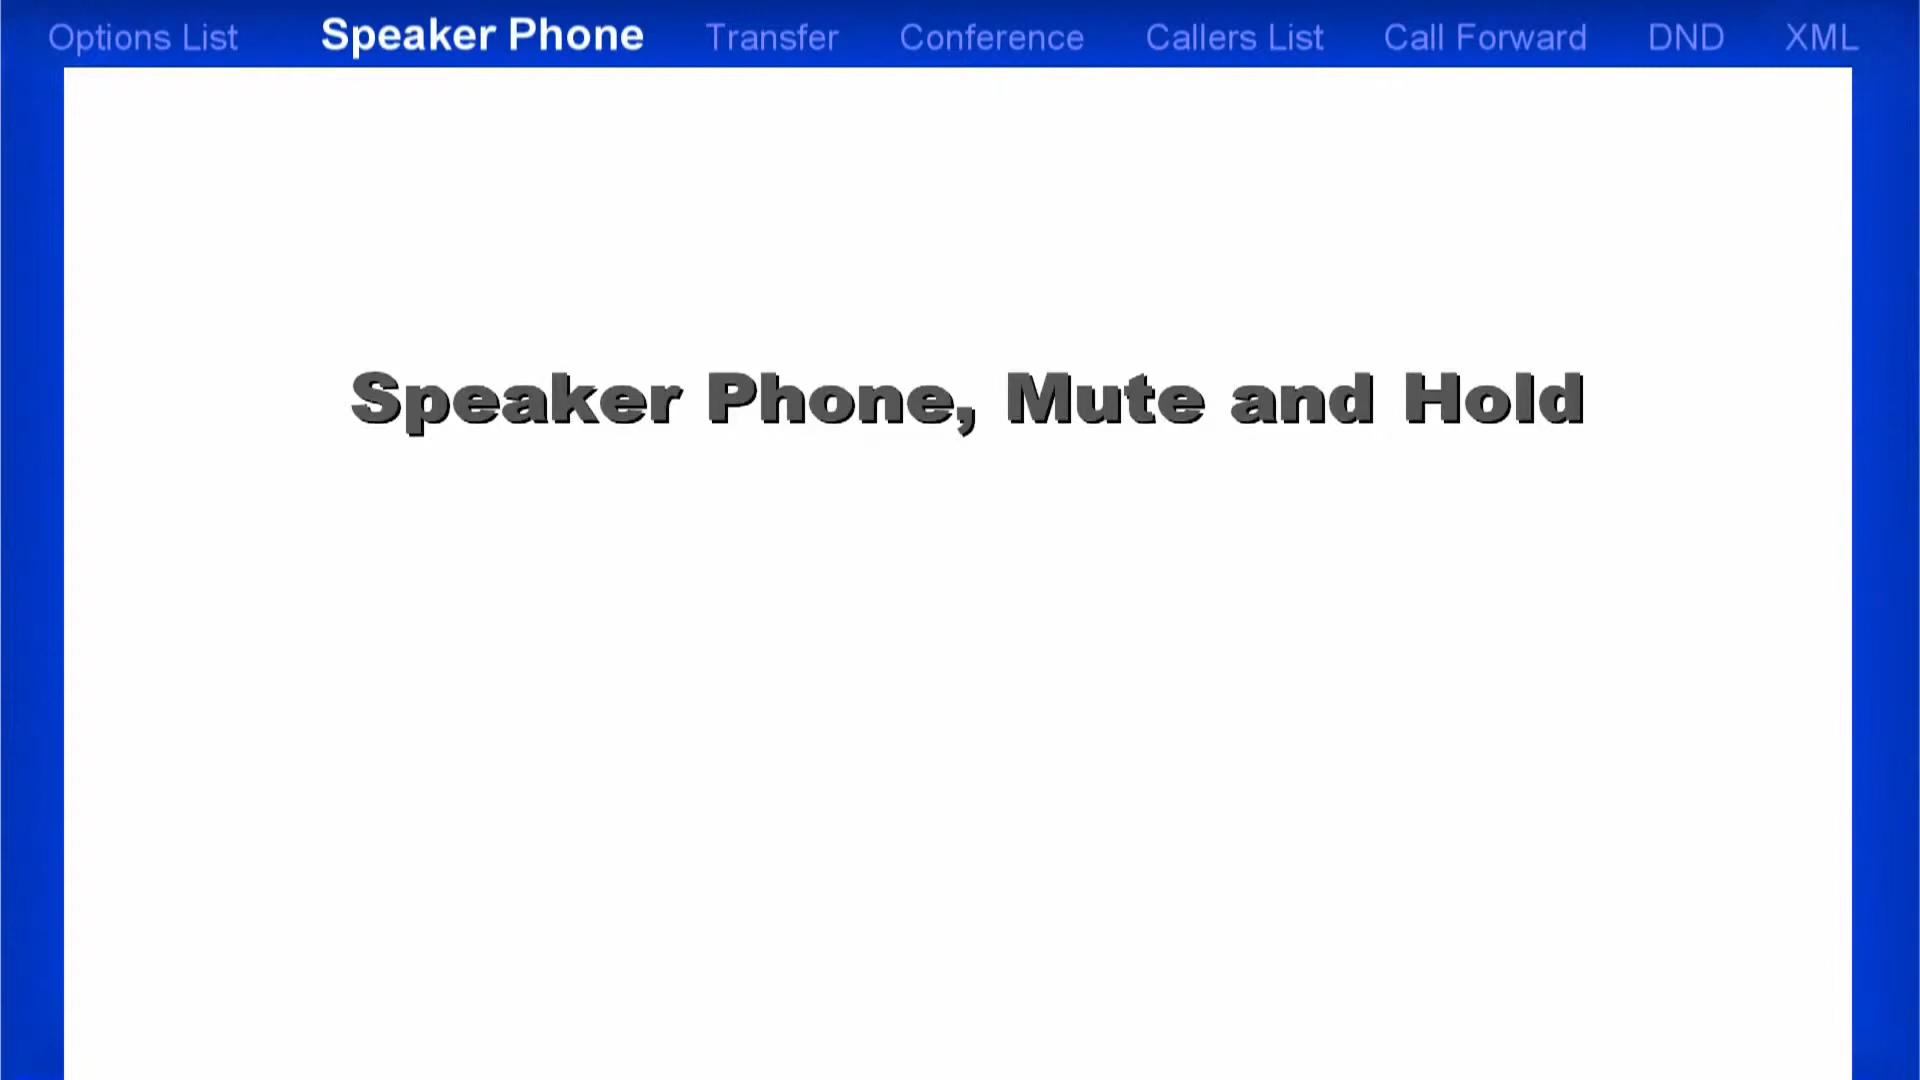 Options List Speaker Phone Transfer Conference Callers List Call Forward DND XML
Speaker Phone, Mute and Hold